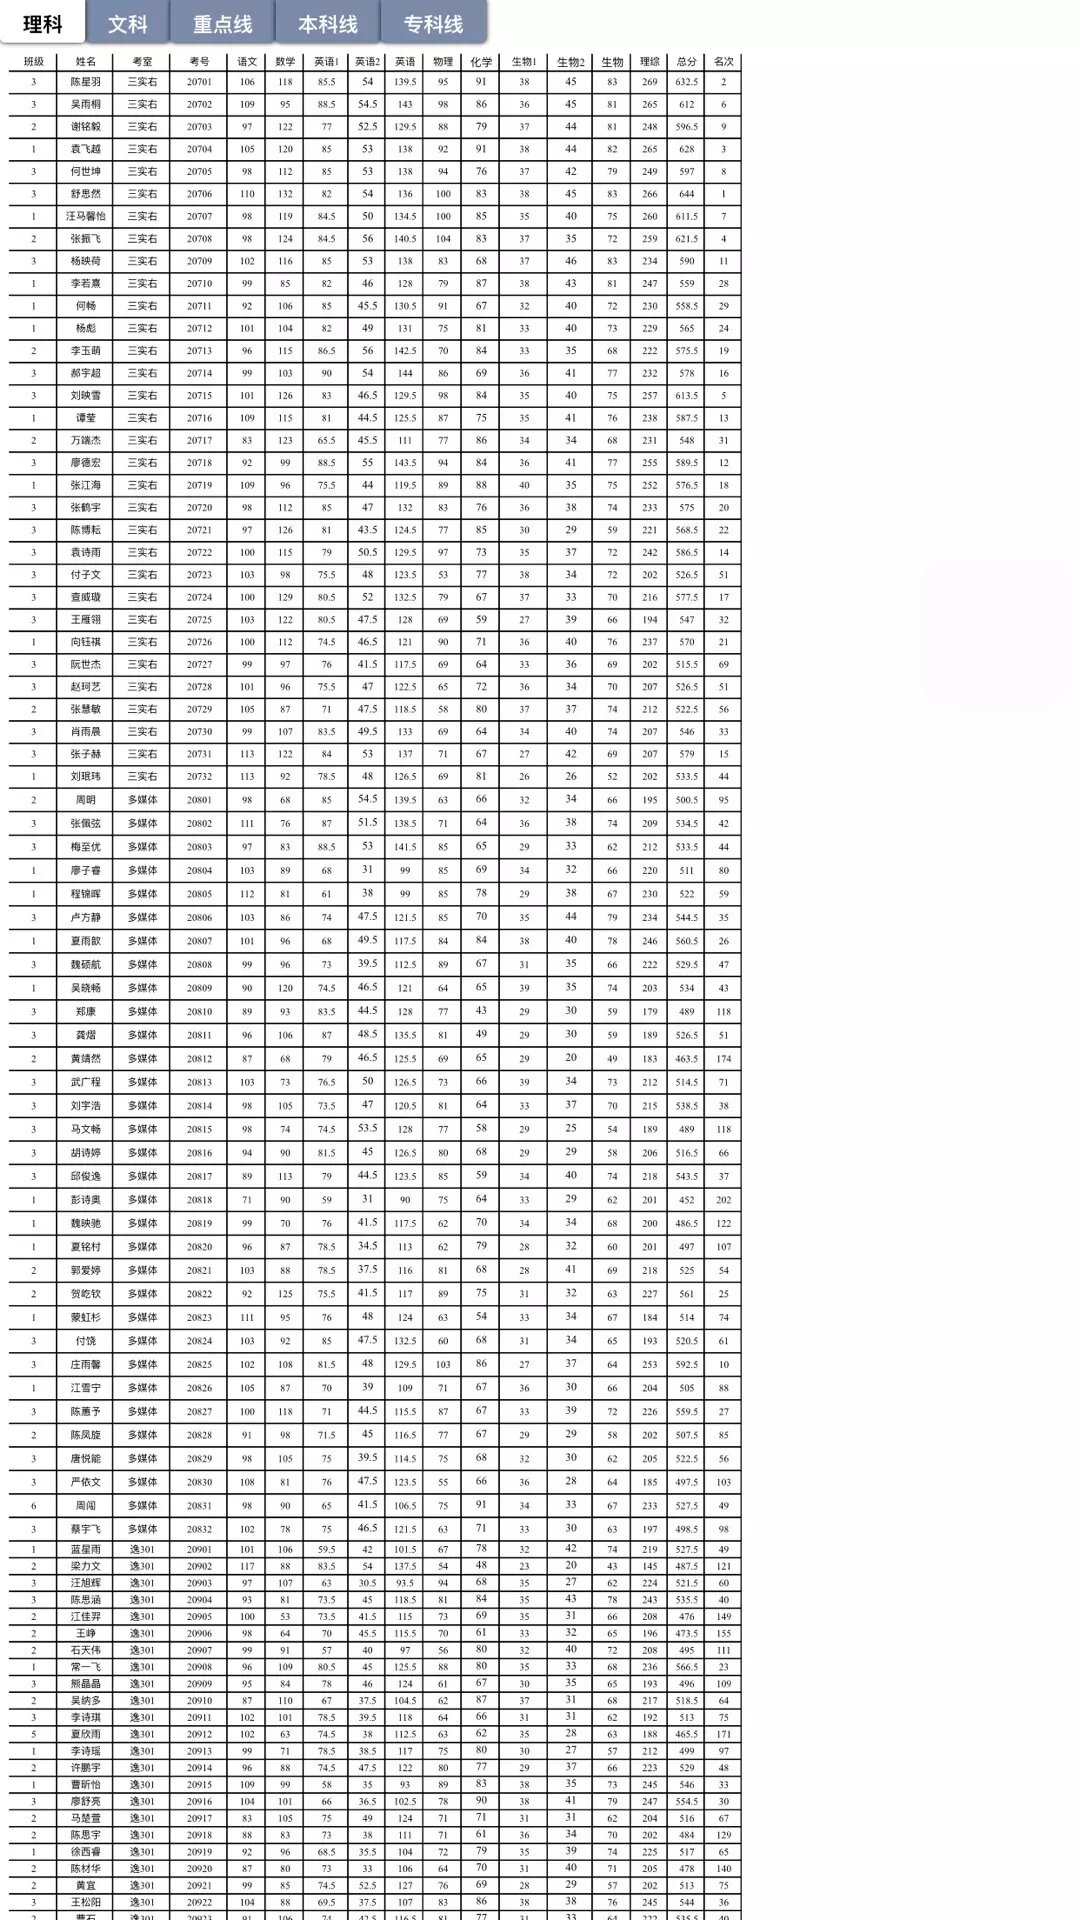 理科 文科 重点线 本科线 专科线
班级 姓名 考室 考号 语文 数学 英语1 英语2 英语 物理 化学 生物1 生物2 生物 理综 总分 名次
3 陈星羽 三实右 20701 106 118 85.5 54 139.5 95 91 38 45 83 269 632.5 2
3 吴雨桐 三实右 20702 109 95 88.5 54.5 143 98 86 36 45 81 265 612 6
2 谢铭毅 三实右 20703 97 122 77 52.5 129.5 88 79 37 44 81 248 596.5 9
1 袁飞越 三实右 20704 105 120 85 53 138 92 91 38 44 82 265 628 3
3 何世坤 三实右 20705 98 112 85 53 138 94 76 37 42 79 249 597 8
3 舒思然 三实右 20706 110 132 82 54 136 100 83 38 45 83 266 644 1
1 汪马馨怡 三实右 20707 98 119 84.5 50 134.5 100 85 35 40 75 260 611.5 7
2 张振飞 三实右 20708 98 124 84.5 56 140.5 104 83 37 35 72 259 621.5 4
3 杨映荷 三实右 20709 102 116 85 53 138 83 68 37 46 83 234 590 11
1 李若熹 三实右 20710 99 85 82 46 128 79 87 38 43 81 247 559 28
1 何畅 三实右 20711 92 106 85 45.5 130.5 91 67 32 40 72 230 558.5 29
1 杨彪 三实右 20712 101 104 82 49 131 75 81 33 40 73 229 565 24
2 李玉萌 三实右 20713 96 115 86.5 56 142.5 70 84 33 35 68 222 575.5 19
3 郝宇超 三实右 20714 99 103 90 54 144 86 69 36 41 77 232 578 16
3 刘映雪 三实右 20715 101 126 83 46.5 129.5 98 84 35 40 75 257 613.5 5
1 谭莹 三实右 20716 109 115 81 44.5 125.5 87 75 35 41 76 238 587.5 13
2 万端杰 三实右 20717 83 123 65.5 45.5 111 77 86 34 34 68 231 548 31
3 廖德宏 三实右 20718 92 99 88.5 55 143.5 94 84 36 41 77 255 589.5 12
1 张江海 三实右 20719 109 96 75.5 44 119.5 89 88 40 35 75 252 576.5 18
3 张鹤宇 三实右 20720 98 112 85 47 132 83 76 36 38 74 233 575 20
3 陈博耘 三实右 20721 97 126 81 43.5 124.5 77 85 30 29 59 221 568.5 22
3 袁诗雨 三实右 20722 100 115 79 50.5 129.5 97 73 35 37 72 242 586.5 14
3 付子文 三实右 20723 103 98 75.5 48 123.5 53 77 38 34 72 202 526.5 51
3 查威璇 三实右 20724 100 129 80.5 52 132.5 79 67 37 33 70 216 577.5 17
3 王雁翎 三实右 20725 103 122 80.5 47.5 128 69 59 27 39 66 194 547 32
1 向钰祺 三实右 20726 100 112 74.5 46.5 121 90 71 36 40 76 237 570 21
3 阮世杰 三实右 20727 99 97 76 41.5 117.5 69 64 33 36 69 202 515.5 69
3 赵珂艺 三实右 20728 101 96 75.5 47 122.5 65 72 36 34 70 207 526.5 51
2 张慧敏 三实右 20729 105 87 71 47.5 118.5 58 80 37 37 74 212 522.5 56
3 肖雨晨 三实右 20730 99 107 83.5 49.5 133 69 64 34 40 74 207 546 33
3 张子赫 三实右 20731 113 122 84 53 137 71 67 27 42 69 207 579 15
1 刘珉玮 三实右 20732 113 92 78.5 48 126.5 69 81 26 26 52 202 533.5 44
2 周明 多媒体 20801 98 68 85 54.5 139.5 63 66 32 34 66 195 500.5 95
3 张佩弦 多媒体 20802 111 76 87 51.5 138.5 71 64 36 38 74 209 534.5 42
3 梅至优 多媒体 20803 97 83 88.5 53 141.5 85 65 29 33 62 212 533.5 44
1 廖子睿 多媒体 20804 103 89 68 31 99 85 69 34 32 66 220 511 80
1 程锦晖 多媒体 20805 112 81 61 38 99 85 78 29 38 67 230 522 59
3 卢方静 多媒体 20806 103 86 74 47.5 121.5 85 70 35 44 79 234 544.5 35
1 夏雨歆 多媒体 20807 101 96 68 49.5 117.5 84 84 38 40 78 246 560.5 26
3 魏硕航 多媒体 20808 99 96 73 39.5 112.5 89 67 31 35 66 222 529.5 47
1 吴晓畅 多媒体 20809 90 120 74.5 46.5 121 64 65 39 35 74 203 534 43
3 郑康 多媒体 20810 89 93 83.5 44.5 128 77 43 29 30 59 179 489 118
3 龚熠 多媒体 20811 96 106 87 48.5 135.5 81 49 29 30 59 189 526.5 51
2 黄靖然 多媒体 20812 87 68 79 46.5 125.5 69 65 29 20 49 183 463.5 174
3 武广程 多媒体 20813 103 73 76.5 50 126.5 73 66 39 34 73 212 514.5 71
3 刘宇浩 多媒体 20814 98 105 73.5 47 120.5 81 64 33 37 70 215 538.5 38
3 马文畅 多媒体 20815 98 74 74.5 53.5 128 77 58 29 25 54 189 489 118
3 胡诗婷 多媒体 20816 94 90 81.5 45 126.5 80 68 29 29 58 206 516.5 66
3 邱俊逸 多媒体 20817 89 113 79 44.5 123.5 85 59 34 40 74 218 543.5 37
1 彭诗奥 多媒体 20818 71 90 59 31 90 75 64 33 29 62 201 452 202
1 魏映驰 多媒体 20819 99 70 76 41.5 117.5 62 70 34 34 68 200 486.5 122
1 夏铭村 多媒体 20820 96 87 78.5 34.5 113 62 79 28 32 60 201 497 107
2 郭爱婷 多媒体 20821 103 88 78.5 37.5 116 81 68 28 41 69 218 525 54
2 贺屹钦 多媒体 20822 92 125 75.5 41.5 117 89 75 31 32 63 227 561 25
1 蒙虹杉 多媒体 20823 111 95 76 48 124 63 54 33 34 67 184 514 74
3 付饶 多媒体 20824 103 92 85 47.5 132.5 60 68 31 34 65 193 520.5 61
3 庄雨馨 多媒体 20825 102 108 81.5 48 129.5 103 86 27 37 64 253 592.5 10
1 江雪宁 多媒体 20826 105 87 70 39 109 71 67 36 30 66 204 505 88
3 陈蕙予 多媒体 20827 100 118 71 44.5 115.5 87 67 33 39 72 226 559.5 27
2 陈凤旋 多媒体 20828 91 98 71.5 45 116.5 77 67 29 29 58 202 507.5 85
3 唐悦能 多媒体 20829 98 105 75 39.5 114.5 75 68 32 30 62 205 522.5 56
3 严依文 多媒体 20830 108 81 76 47.5 123.5 55 66 36 28 64 185 497.5 103
6 周闯 多媒体 20831 98 90 65 41.5 106.5 75 91 34 33 67 233 527.5 49
3 蔡宇飞 多媒体 20832 102 78 75 46.5 121.5 63 71 33 30 63 197 498.5 98
1 蓝星雨 逸301 20901 101 106 59.5 42 101.5 67 78 32 42 74 219 527.5 49
2 梁力文 逸301 20902 117 88 83.5 54 137.5 54 48 23 20 43 145 487.5 121
3 汪旭辉 逸301 20903 97 107 63 30.5 93.5 94 68 35 27 62 224 521.5 60
3 陈思涵 逸301 20904 93 81 73.5 45 118.5 81 84 35 43 78 243 535.5 40
2 江佳羿 逸301 20905 100 53 73.5 41.5 115 73 69 35 31 66 208 476 149
2 王峥 逸301 20906 98 64 70 45.5 115.5 70 61 33 32 65 196 473.5 155
2 石天伟 逸301 20907 99 91 57 40 97 56 80 32 40 72 208 495 111
1 常一飞 逸301 20908 96 109 80.5 45 125.5 88 80 35 33 68 236 566.5 23
3 熊晶晶 逸301 20909 95 84 78 46 124 61 67 30 35 65 193 496 109
2 吴纳多 逸301 20910 87 110 67 37.5 104.5 62 87 37 31 68 217 518.5 64
3 李诗琪 逸301 20911 102 101 78.5 39.5 118 64 66 31 31 62 192 513 75
5 夏欣雨 逸301 20912 102 63 74.5 38 112.5 63 62 35 28 63 188 465.5 171
1 李诗瑶 逸301 20913 99 71 78.5 38.5 117 75 80 30 27 57 212 499 97
2 许鹏宇 逸301 20914 96 88 74.5 47.5 122 80 77 29 37 66 223 529 48
1 曹昕怡 逸301 20915 109 99 58 35 93 89 83 38 35 73 245 546 33
3 廖舒亮 逸301 20916 104 101 66 36.5 102.5 78 90 38 41 79 247 554.5 30
2 马楚萱 逸301 20917 83 105 75 49 124 71 71 31 31 62 204 516 67
2 陈思宇 逸301 20918 88 83 73 38 111 71 61 36 34 70 202 484 129
1 徐西睿 逸301 20919 92 96 68.5 35.5 104 72 79 35 39 74 225 517 65
2 陈材华 逸301 20920 87 80 73 33 106 64 70 31 40 71 205 478 140
2 黄宜 逸301 20921 99 85 74.5 52.5 127 76 69 28 29 57 202 513 75
3 王松阳 逸301 20922 104 88 69.5 37.5 107 83 86 38 38 76 245 544 36